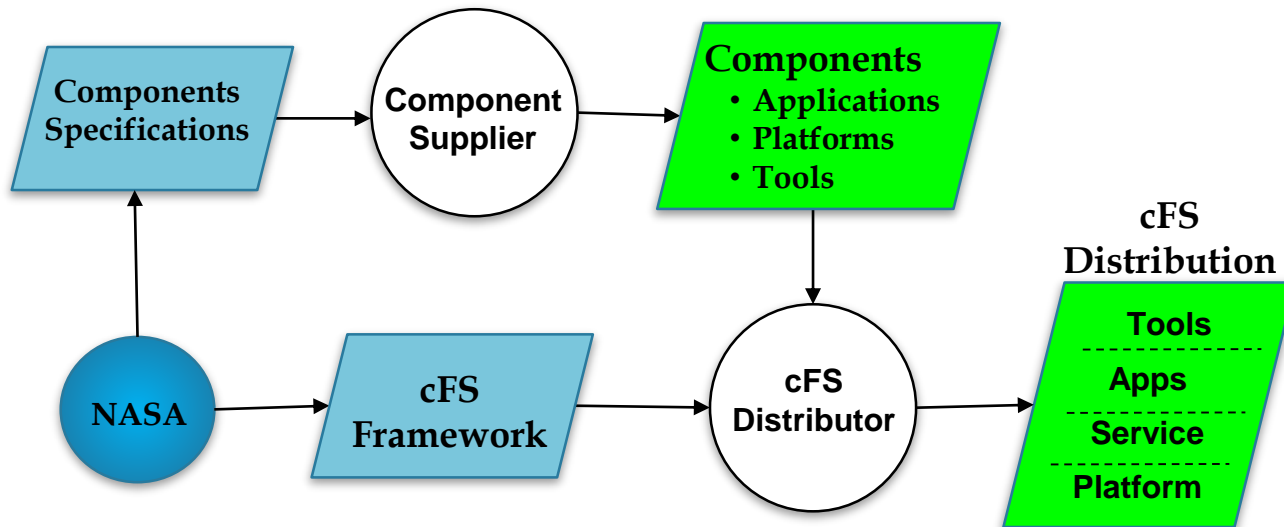 Components
Specifications
Component
Supplier
Components
• Applications
• Platforms
• Tools
cFS
Distribution
NASA
cFS
Framework
cFS
Distributor
Tools
Apps
Service
Platform